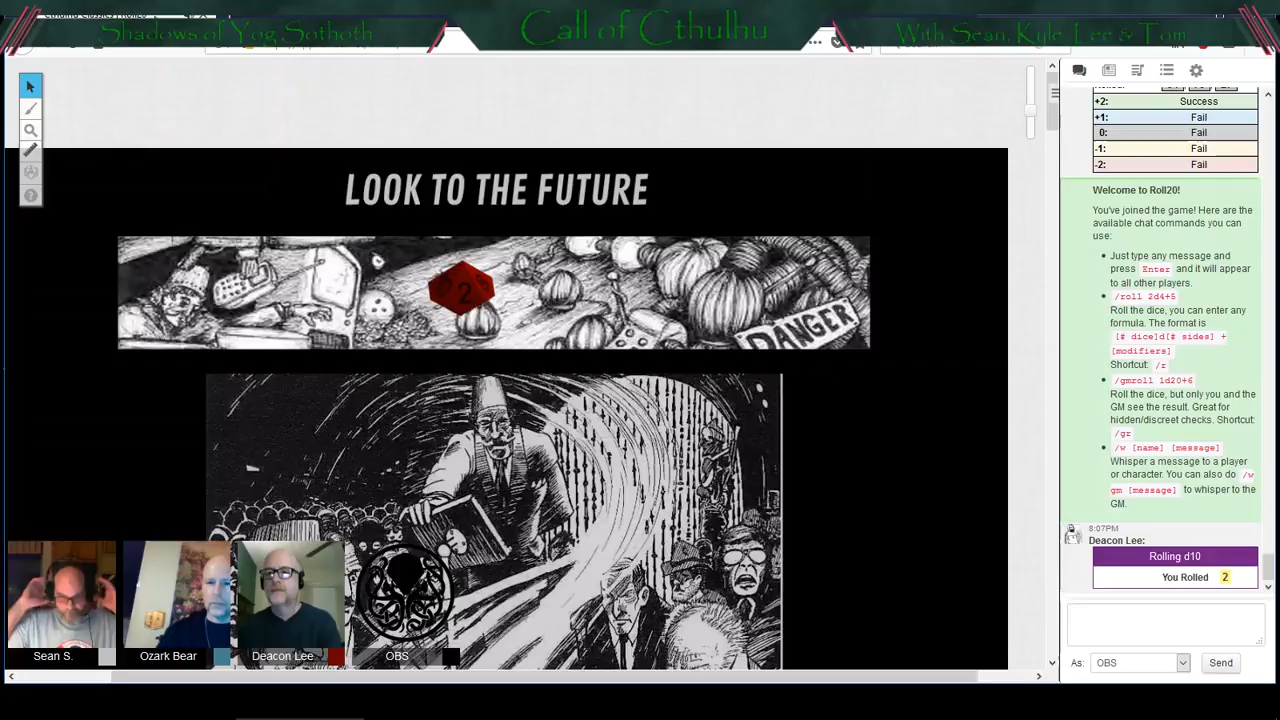 Shadows of Yog Sothoth
Call of Cthulhu
With Sean, Kyle, Lee & Tom
+2: Success
+1: Fail
0: Fail
-1: Fail
-2: Fail
LOOK TO THE FUTURE
2
DANGER
Welcome to Roll20!
You've joined the game! Here are the
available chat commands you can
use:
Just type any message and
press Enter and it will appear
to all other players.
/roll 2d4+5
Roll the dice, you can enter any
formula. The format is
[# dice]d[# sides] +
[modifiers]
Shortcut: /r
/gmroll 1d20+6
Roll the dice, but only you and the
GM see the result. Great for
hidden/discreet checks. Shortcut:
/gr
/w [name] [message]
Whisper a message to a player
or character. You can also do /w
gm [message] to whisper to the
GM.
8:07PM
Deacon Lee:
Rolling d10
You Rolled 2
Sean S.
Ozark Bear
Deacon Lee
OBS
As: OBS
Send